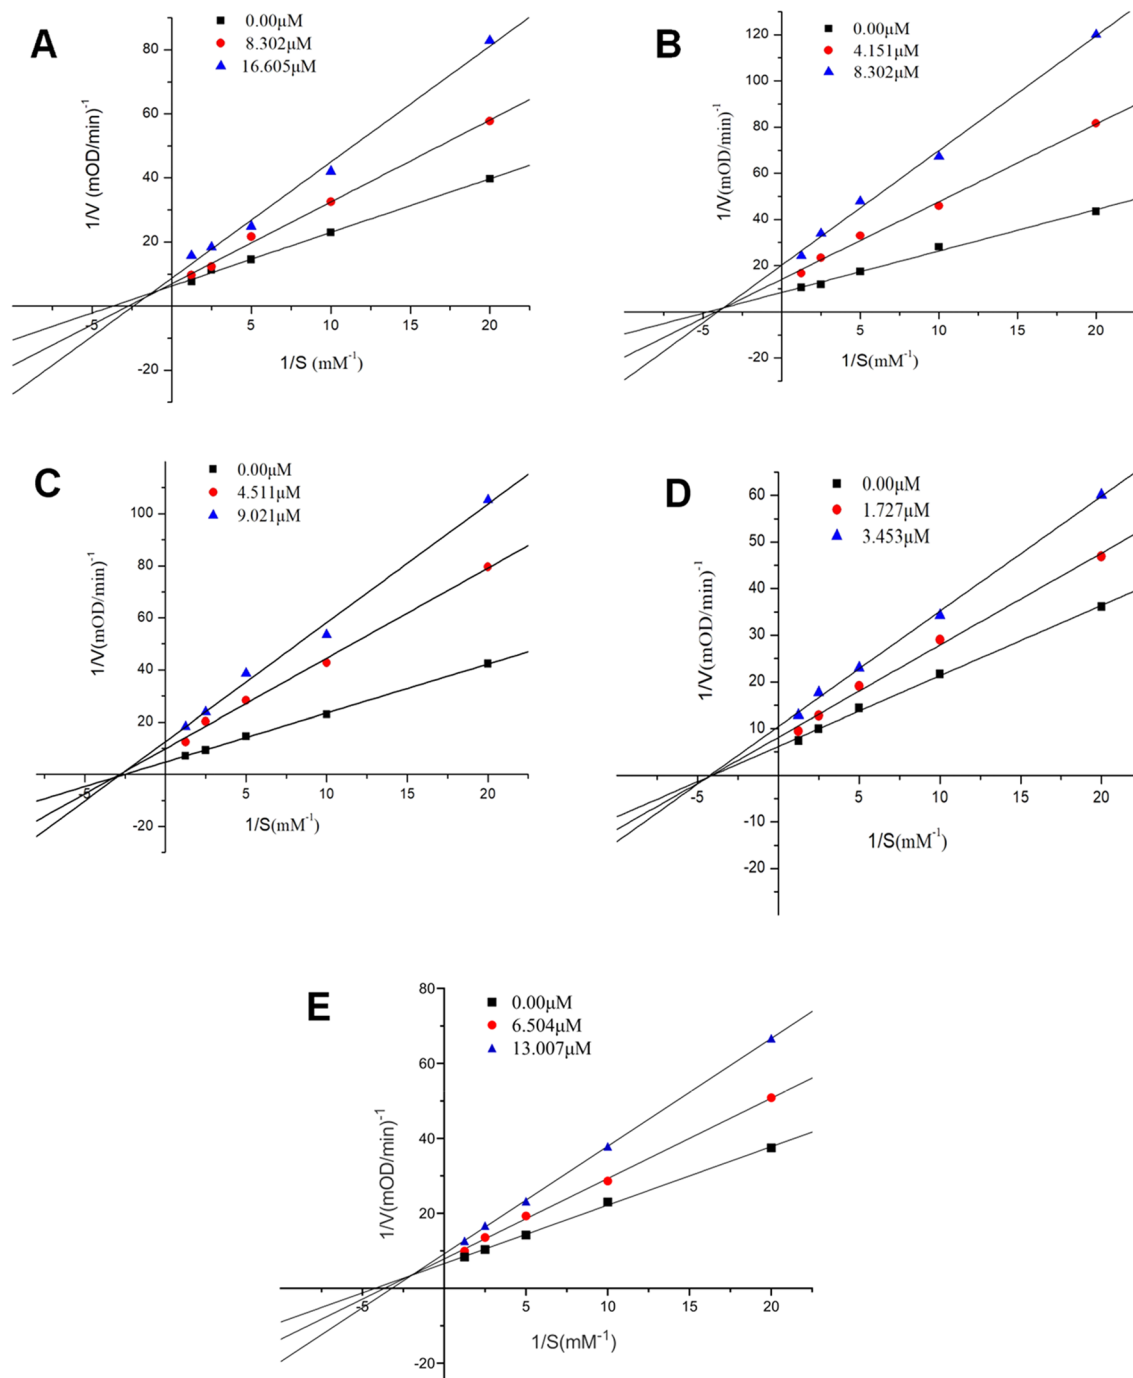 A
0.00μM
8.302μM
16.605μM
80
60
40
20
-20
-5
5
10
15
20
1/V (mOD/min)-1
1/S (mM-1)
B
0.00μM
4.151μM
8.302μM
120
100
80
60
40
20
-20
-5
5
10
15
20
1/V(mOD/min)-1
1/S(mM-1)
C
0.00μM
4.511μM
9.021μM
100
80
60
40
20
-20
-5
5
10
15
20
1/V(mOD/min)-1
1/S(mM-1)
D
0.00μM
1.727μM
3.453μM
60
50
40
30
20
10
-10
-20
-5
5
10
15
20
1/V(mOD/min)-1
1/S(mM-1)
E
0.00μM
6.504μM
13.007μM
80
60
40
20
-20
-5
5
10
15
20
1/V(mOD/min)-1
1/S(mM-1)